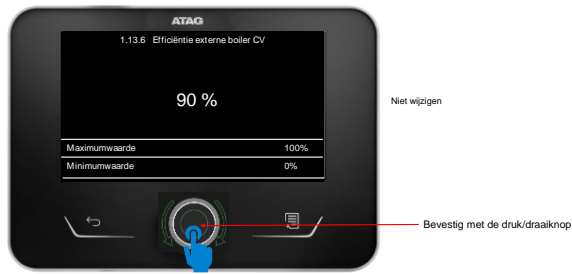 ATAG
1.13.6 Efficiëntie externe boiler CV
90 %
Niet wijzigen
Maximumwaarde 100%
Minimumwaarde 0%
Bevestig met de druk/draaiknop